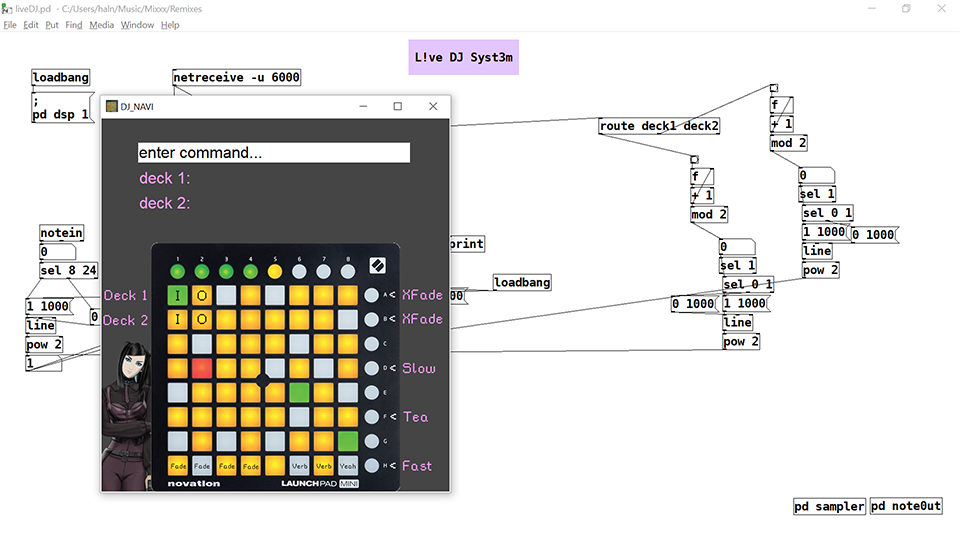 liveDJ.pd - C:/Users/haln/Music/Mixxx/Remixes
File Edit Put Find Media Window Help
L!ve DJ Syst3m
loadbang
netreceive -u 6000
;
pd dsp 1
DJ_NAVI
enter command...
deck 1:
deck 2:
route deck1 deck2
f
+ 1
mod 2
0
sel 1
sel 0 1
1 1000
0 1000
line
pow 2
f
+ 1
mod 2
0
sel 1
sel 0 1
0 1000
1 1000
line
pow 2
notein
0
sel 8 24
1 1000
0
line
pow 2
1
print
loadbang
00
1 2 3 4 5 6 7 8
Deck 1 I O A < XFade
Deck 2 I O B < XFade
C
D < Slow
E
F < Tea
G
Fade Fade Fade Fade Verb Verb Yeah H < Fast
novation LAUNCHPAD MINI
pd sampler
pd note0ut